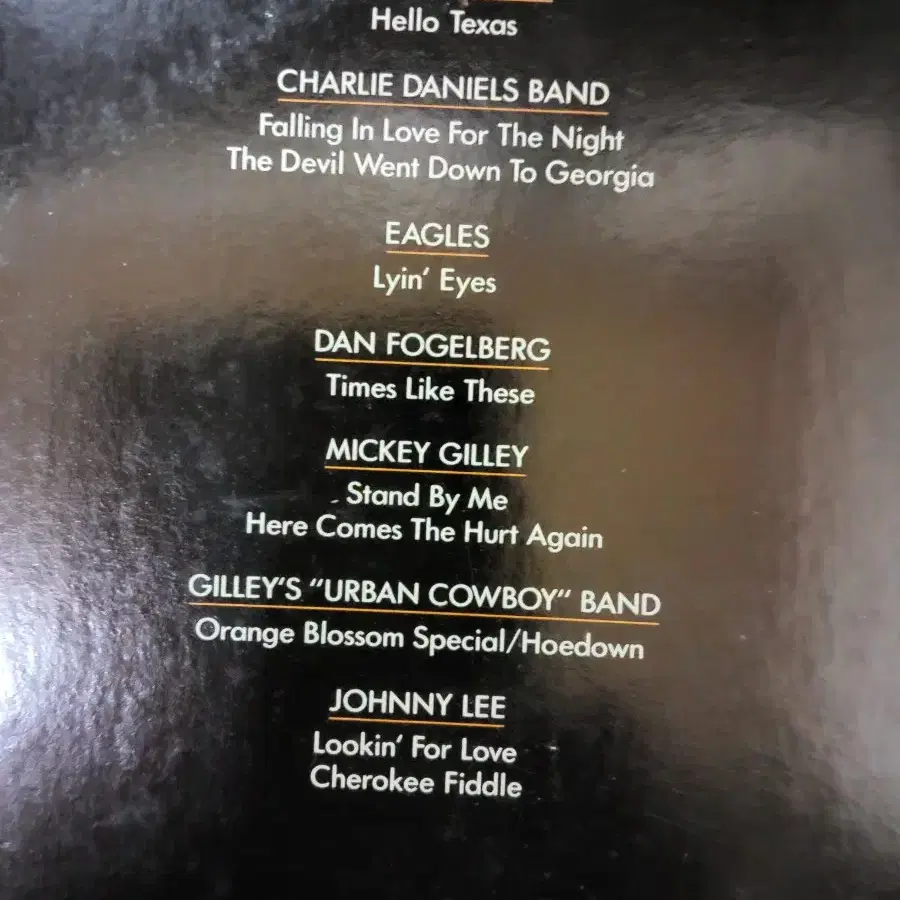 Hello Texas
CHARLIE DANIELS BAND
Falling In Love For The Night
The Devil Went Down To Georgia
EAGLES
Lyin' Eyes
DAN FOGELBERG
Times Like These
MICKEY GILLEY
Stand By Me
Here Comes The Hurt Again
GILLEY'S "URBAN COWBOY" BAND
Orange Blossom Special/Hoedown
JOHNNY LEE
Lookin' For Love
Cherokee Fiddle